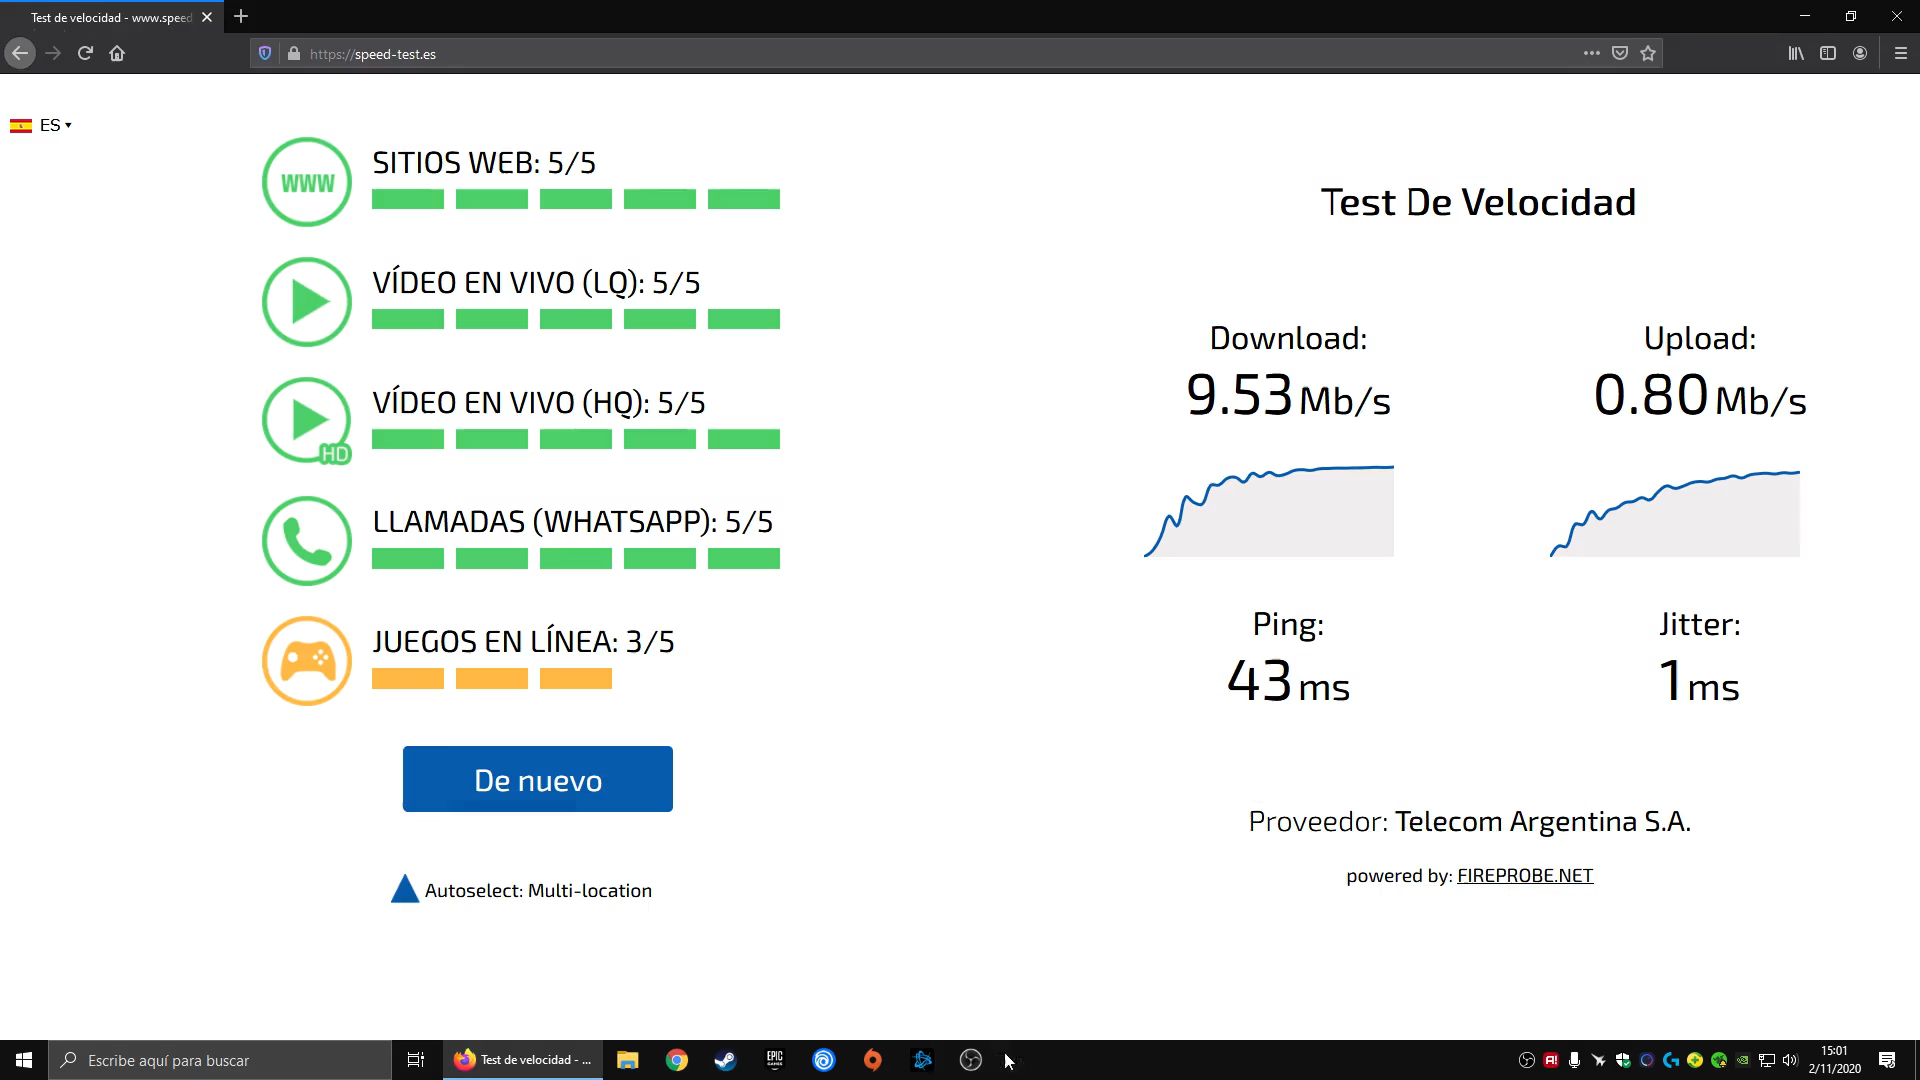 Test de velocidad - www.speed
https://speed-test.es
ES
WWW
SITIOS WEB: 5/5
VÍDEO EN VIVO (LQ): 5/5
HD
VÍDEO EN VIVO (HQ): 5/5
LLAMADAS (WHATSAPP): 5/5
JUEGOS EN LÍNEA: 3/5
De nuevo
Autoselect: Multi-location
Test De Velocidad
Download:
9.53 Mb/s
Upload:
0.80 Mb/s
Ping:
43 ms
Jitter:
1 ms
Proveedor: Telecom Argentina S.A.
powered by: FIREPROBE.NET
Escribe aquí para buscar
Test de velocidad - ...
EPIC
GAMES
15:01
2/11/2020